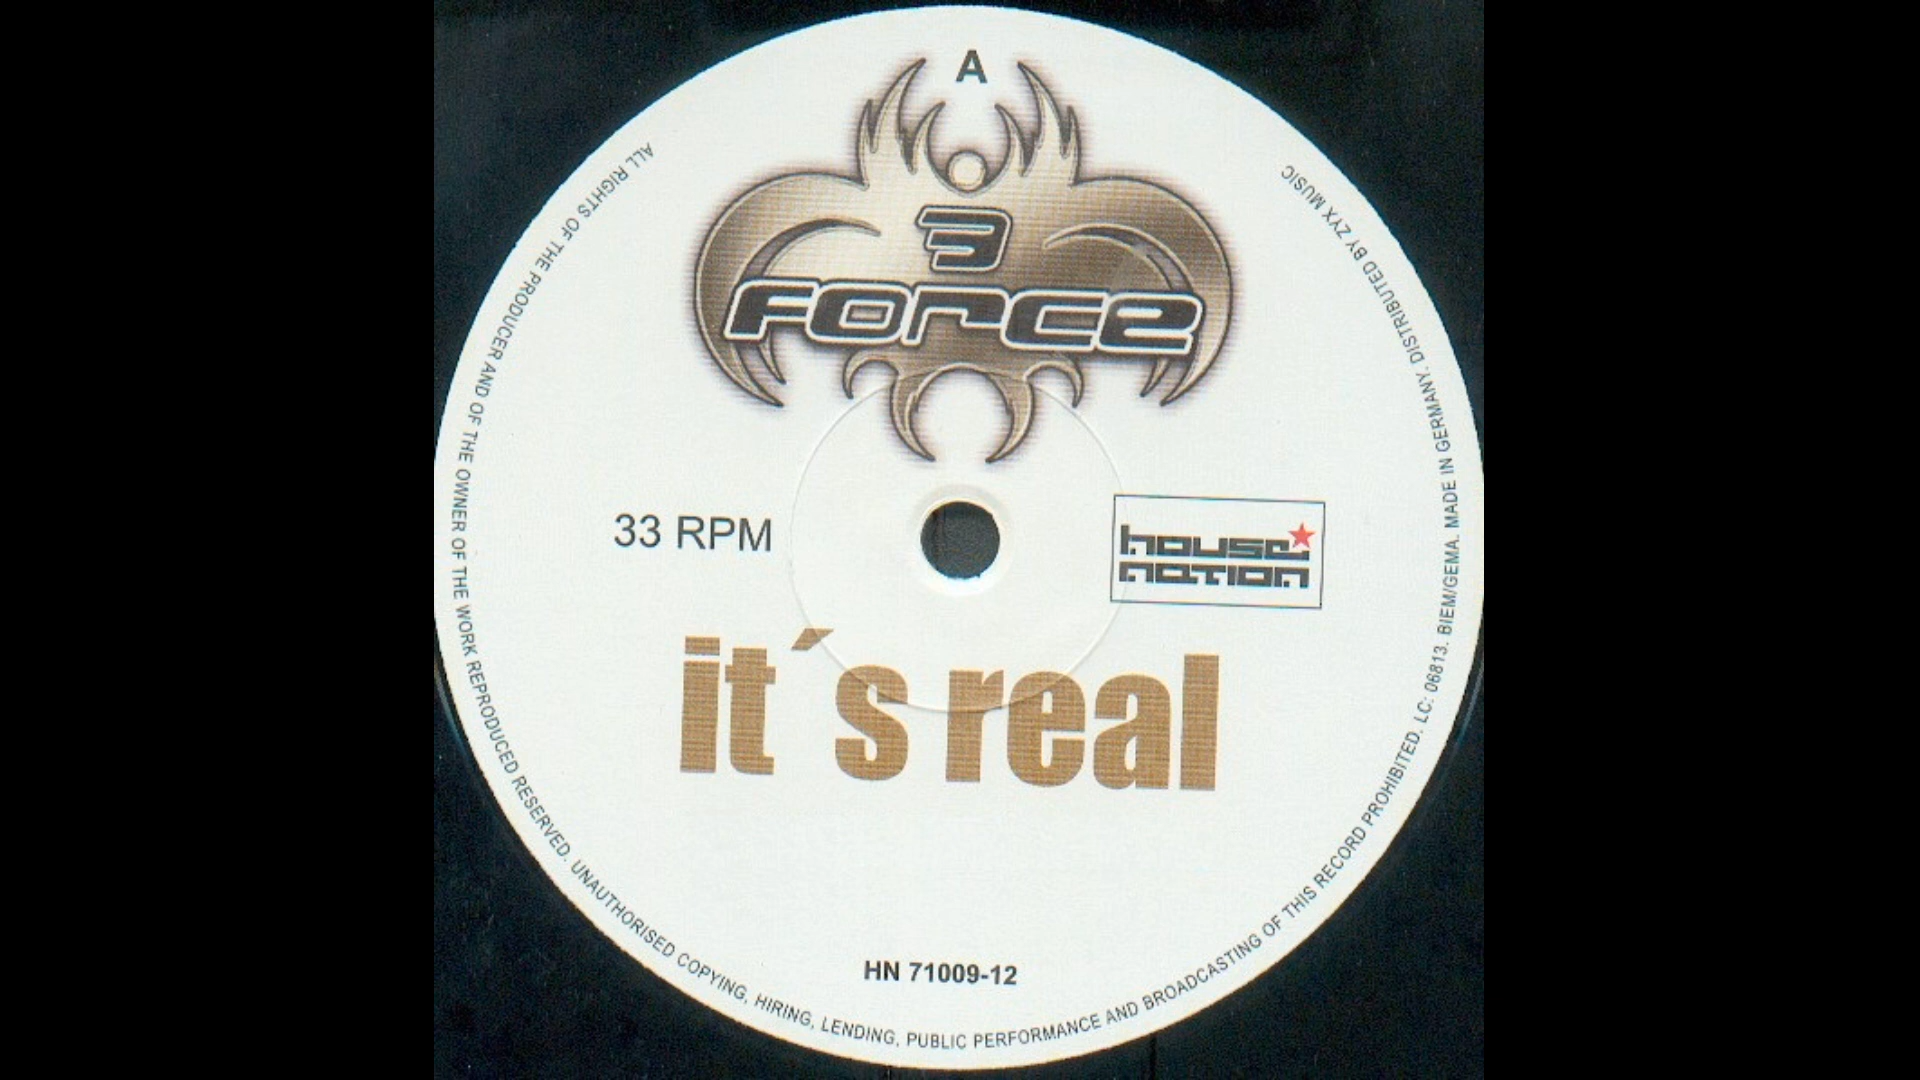 A
3
FORCE
33 RPM
house
nation
it´s real
HN 71009-12
ALL RIGHTS OF THE PRODUCER AND OF THE OWNER OF THE WORK REPRODUCED RESERVED. UNAUTHORISED COPYING, HIRING, LENDING, PUBLIC PERFORMANCE AND BROADCASTING OF THIS RECORD PROHIBITED. LC: 06813. BIEM/GEMA. MADE IN GERMANY. DISTRIBUTED BY ZYX MUSIC